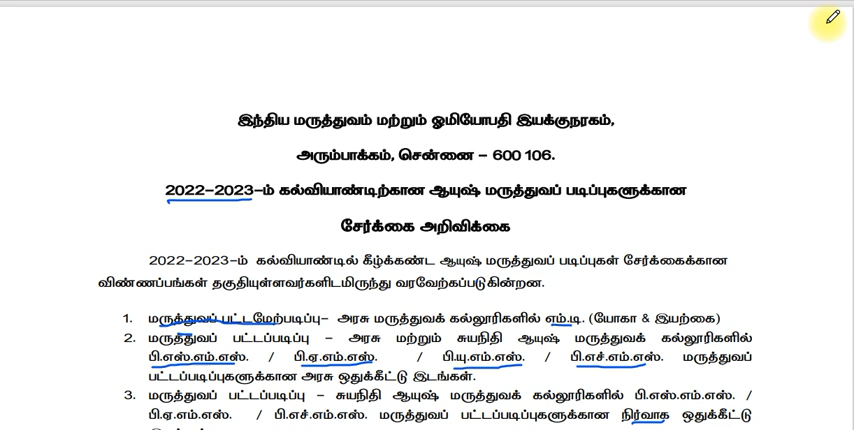 இந்திய மருத்துவம் மற்றும் ஓமியோபதி இயக்குநரகம்,
அரும்பாக்கம், சென்னை – 600 106.
2022–2023–ம் கல்வியாண்டிற்கான ஆயுஷ் மருத்துவப் படிப்புகளுக்கான
சேர்க்கை அறிவிக்கை
2022–2023–ம் கல்வியாண்டில் கீழ்க்கண்ட ஆயுஷ் மருத்துவப் படிப்புகள் சேர்க்கைக்கான
விண்ணப்பங்கள் தகுதியுள்ளவர்களிடமிருந்து வரவேற்கப்படுகின்றன.
1. மருத்துவப் பட்டமேற்படிப்பு– அரசு மருத்துவக் கல்லூரிகளில் எம்.டி. (யோகா & இயற்கை)
2. மருத்துவப் பட்டப்படிப்பு – அரசு மற்றும் சுயநிதி ஆயுஷ் மருத்துவக் கல்லூரிகளில்
பி.எஸ்.எம்.எஸ். / பி.ஏ.எம்.எஸ். / பி.யு.எம்.எஸ். / பி.எச்.எம்.எஸ். மருத்துவப்
பட்டப்படிப்புகளுக்கான அரசு ஒதுக்கீட்டு இடங்கள்.
3. மருத்துவப் பட்டப்படிப்பு – சுயநிதி ஆயுஷ் மருத்துவக் கல்லூரிகளில் பி.எஸ்.எம்.எஸ். /
பி.ஏ.எம்.எஸ். / பி.எச்.எம்.எஸ். மருத்துவப் பட்டப்படிப்புகளுக்கான நிர்வாக ஒதுக்கீட்டு